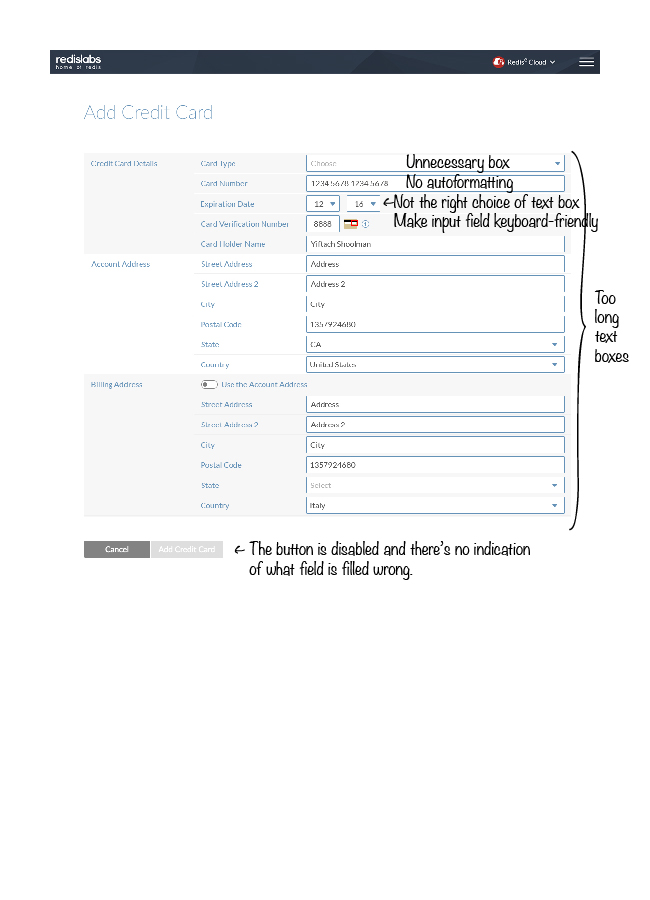 redislabs
home of redis
Redis® Cloud
Add Credit Card
Credit Card Details
Card Type
Choose
Unnecessary box
Card Number
1234 5678 1234 5678
No autoformatting
Expiration Date
12
16
←Not the right choice of text box
Make input field keyboard-friendly
Card Verification Number
8888
Card Holder Name
Yiftach Shoolman
Account Address
Street Address
Address
Street Address 2
Address 2
City
City
Postal Code
1357924680
State
CA
Country
United States
Too
long
text
boxes
Billing Address
Use the Account Address
Street Address
Address
Street Address 2
Address 2
City
City
Postal Code
1357924680
State
Select
Country
Italy
Cancel
Add Credit Card
← The button is disabled and there's no indication
of what field is filled wrong.